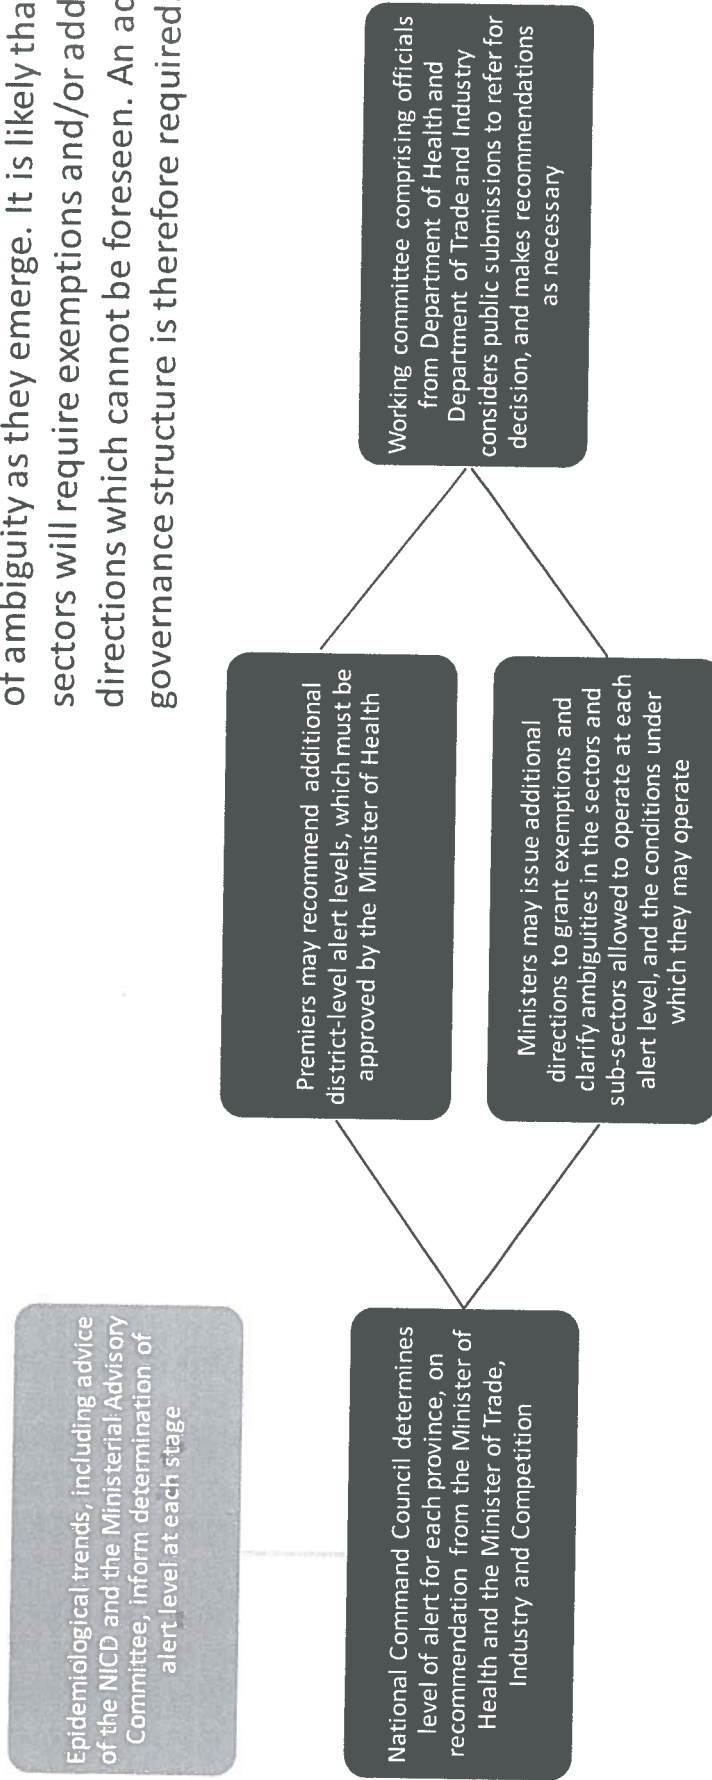 of ambiguity as they emerge. It is likely tha
sectors will require exemptions and/or add
directions which cannot be foreseen. An ad
governance structure is therefore required.
Epidemiological trends, including advice
of the NICD and the Ministerial Advisory
Committee, inform determination of
alert level at each stage
National Command Council determines
level of alert for each province, on
recommendation from the Minister of
Health and the Minister of Trade,
Industry and Competition
Premiers may recommend additional
district-level alert levels, which must be
approved by the Minister of Health
Ministers may issue additional
directions to grant exemptions and
clarify ambiguities in the sectors and
sub-sectors allowed to operate at each
alert level, and the conditions under
which they may operate
Working committee comprising officials
from Department of Health and
Department of Trade and Industry
considers public submissions to refer for
decision, and makes recommendations
as necessary